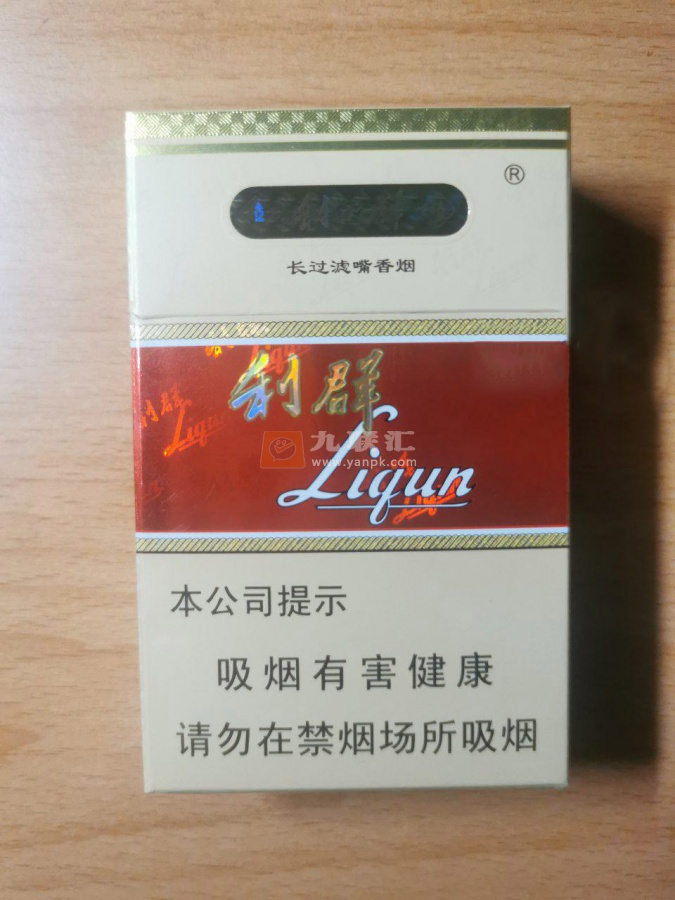 ®
长过滤嘴香烟
利群
Liqun
九联汇
www.yanpk.com
本公司提示
吸烟有害健康
请勿在禁烟场所吸烟